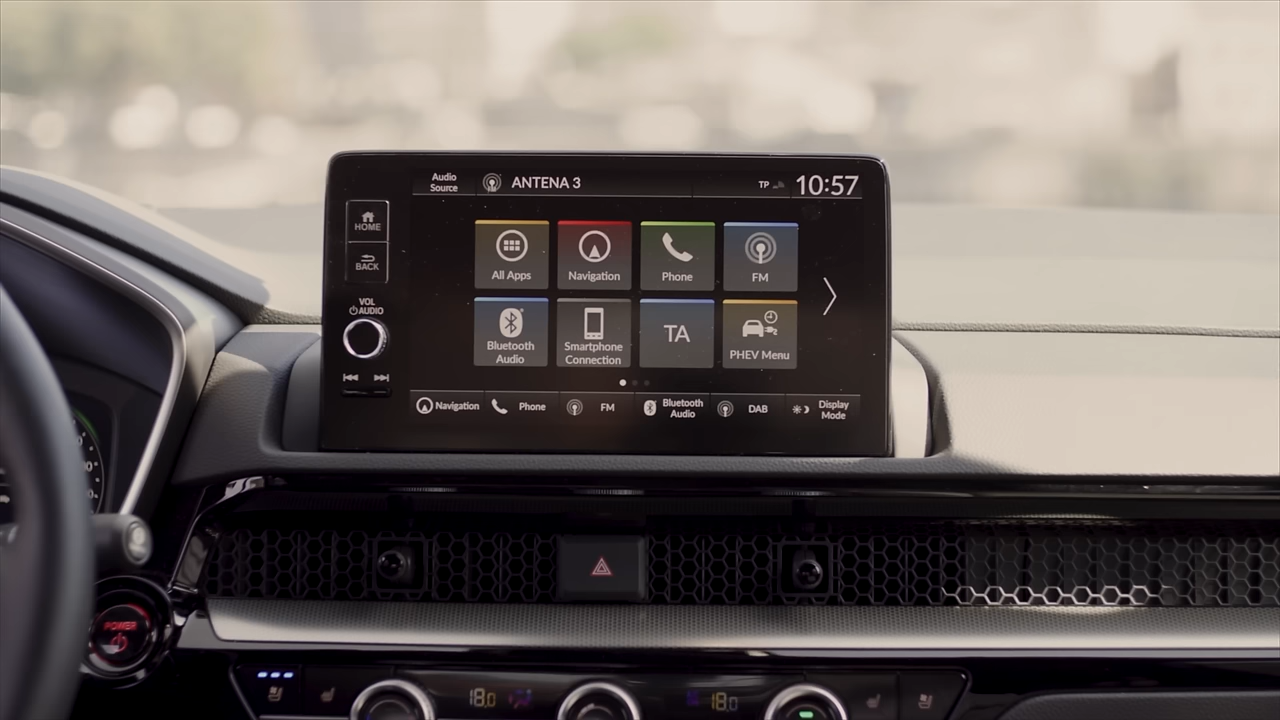 Audio
Source
ANTENA 3
TP
10:57
HOME
BACK
VOL
AUDIO
All Apps
Navigation
Phone
FM
Bluetooth
Audio
Smartphone
Connection
TA
PHEV Menu
Navigation
Phone
FM
Bluetooth
Audio
DAB
Display
Mode
POWER
18.0
18.0